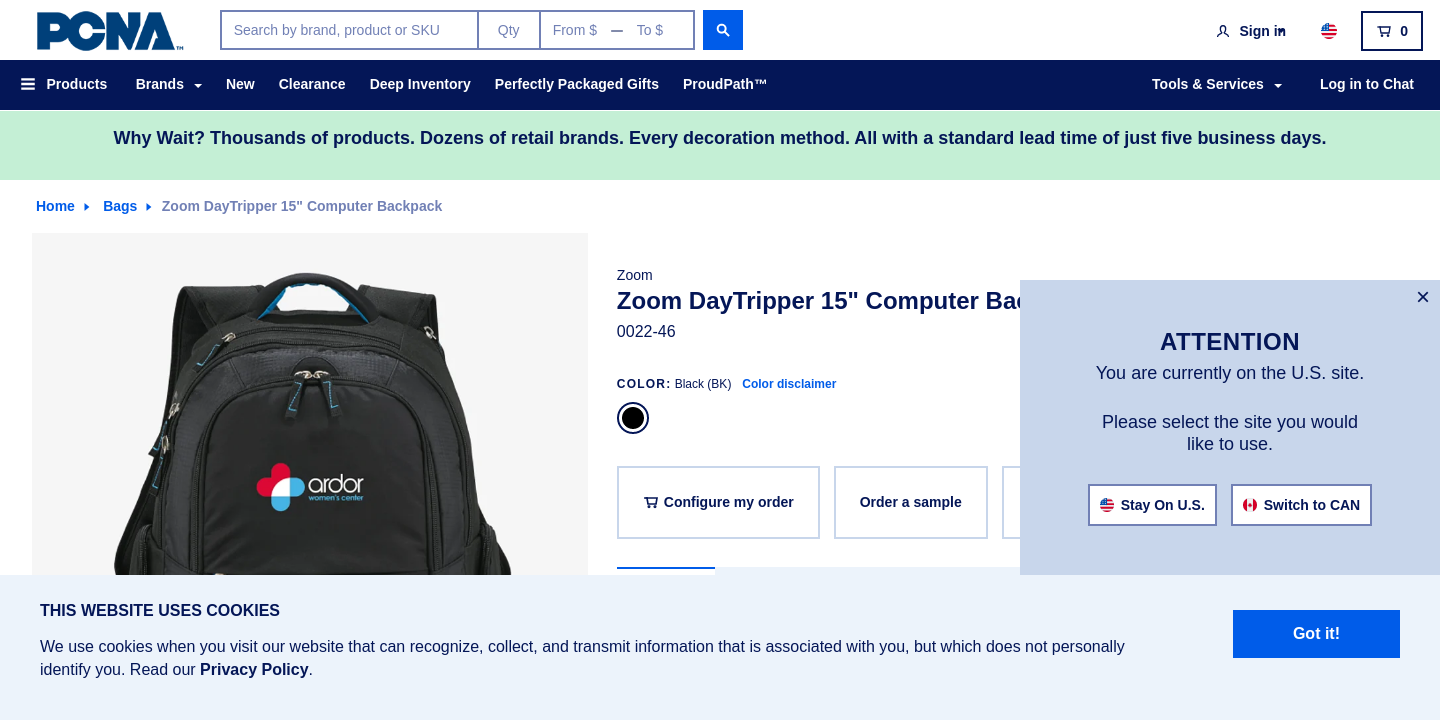 PCNA™
Search by brand, product or SKU
Qty
From $ — To $
Sign in
0
Products
Brands
New
Clearance
Deep Inventory
Perfectly Packaged Gifts
ProudPath™
Tools & Services
Log in to Chat
Why Wait? Thousands of products. Dozens of retail brands. Every decoration method. All with a standard lead time of just five business days.
Home
Bags
Zoom DayTripper 15" Computer Backpack
ardor
women's center
Zoom
Zoom DayTripper 15" Computer Bac
0022-46
COLOR: Black (BK) Color disclaimer
Configure my order
Order a sample
×
ATTENTION
You are currently on the U.S. site.
Please select the site you would
like to use.
Stay On U.S.
Switch to CAN
THIS WEBSITE USES COOKIES
We use cookies when you visit our website that can recognize, collect, and transmit information that is associated with you, but which does not personally
identify you. Read our Privacy Policy.
Got it!